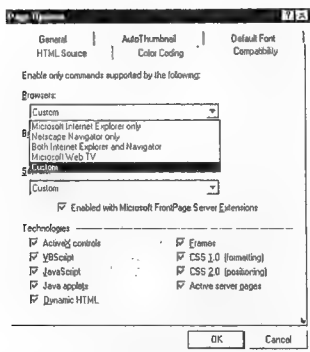 General AutoThumbnail Default Font
HTML Source Color Coding Compatibility
Enable only commands supported by the following:
Browsers:
Custom
Microsoft Internet Explorer only
Netscape Navigator only
Both Internet Explorer and Navigator
Microsoft Web TV
Custom
Custom
Enabled with Microsoft FrontPage Server Extensions
Technologies
ActiveX controls Frames
VBScript CSS 1.0 (formatting)
JavaScript CSS 2.0 (positioning)
Java applets Active server pages
Dynamic HTML
OK Cancel